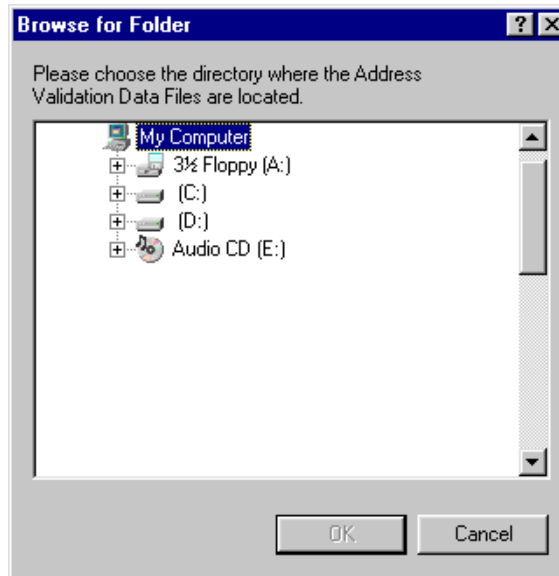 Browse for Folder
Please choose the directory where the Address
Validation Data Files are located.
My Computer
3½ Floppy (A:)
(C:)
(D:)
Audio CD (E:)
OK
Cancel